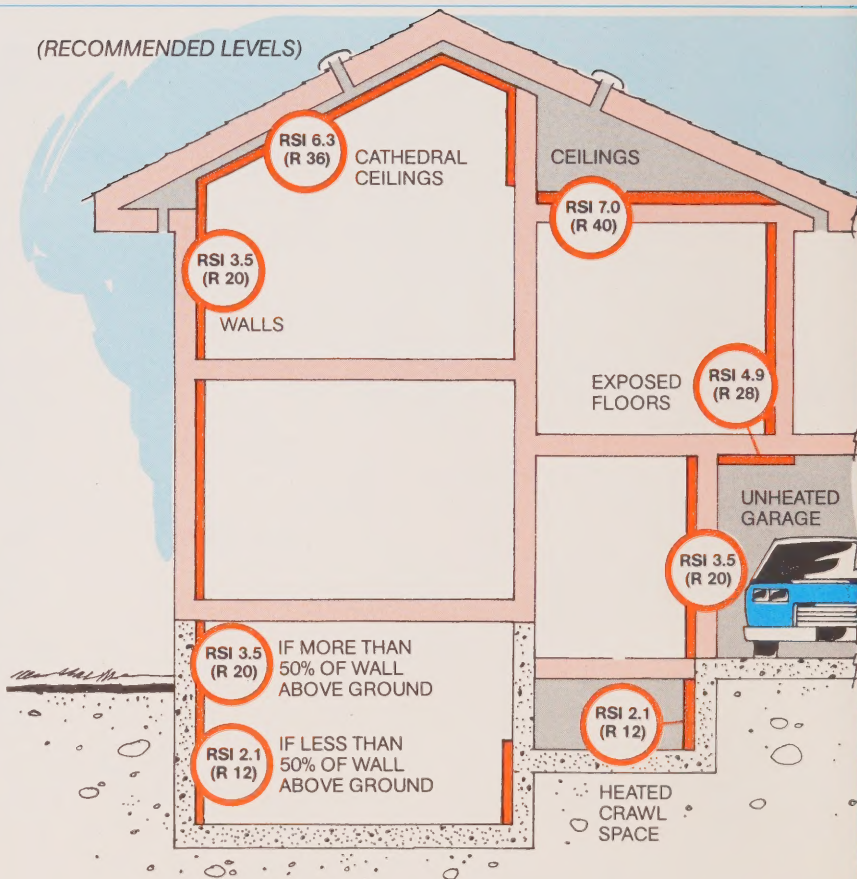 (RECOMMENDED LEVELS)
RSI 6.3
(R 36)
CATHEDRAL
CEILINGS
CEILINGS
RSI 7.0
(R 40)
RSI 3.5
(R 20)
WALLS
EXPOSED
FLOORS
RSI 4.9
(R 28)
UNHEATED
GARAGE
RSI 3.5
(R 20)
RSI 3.5
(R 20)
IF MORE THAN
50% OF WALL
ABOVE GROUND
RSI 2.1
(R 12)
IF LESS THAN
50% OF WALL
ABOVE GROUND
RSI 2.1
(R 12)
HEATED
CRAWL
SPACE